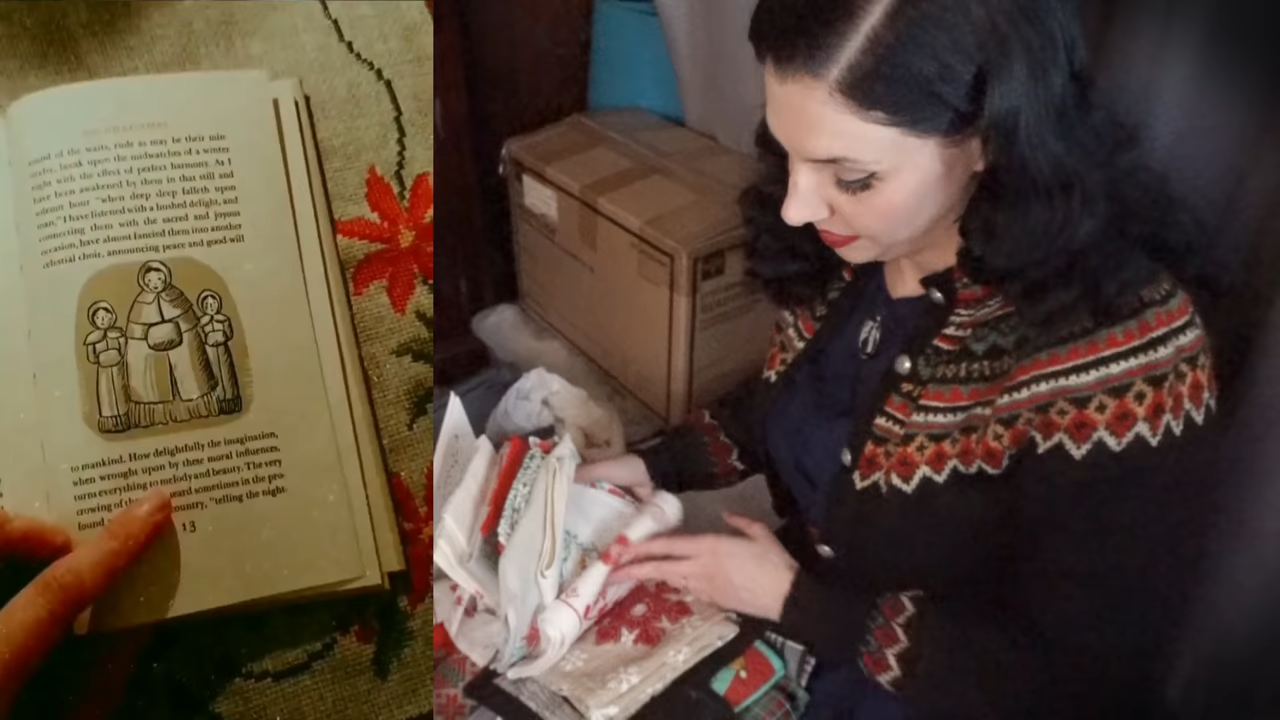 sound of the waits, rude as may be their min-
strelsy, break upon the midwatches of a winter
night with the effect of perfect harmony. As I
have been awakened by them in that still and
solemn hour "when deep sleep falleth upon
man," I have listened with a hushed delight, and
connecting them with the sacred and joyous
occasion, have almost fancied them into another
celestial choir, announcing peace and good-will
to mankind. How delightfully the imagination,
when wrought upon by these moral influences,
turns everything to melody and beauty. The very
crowing of the heard sometimes in the pro-
found country, "telling the night-
13